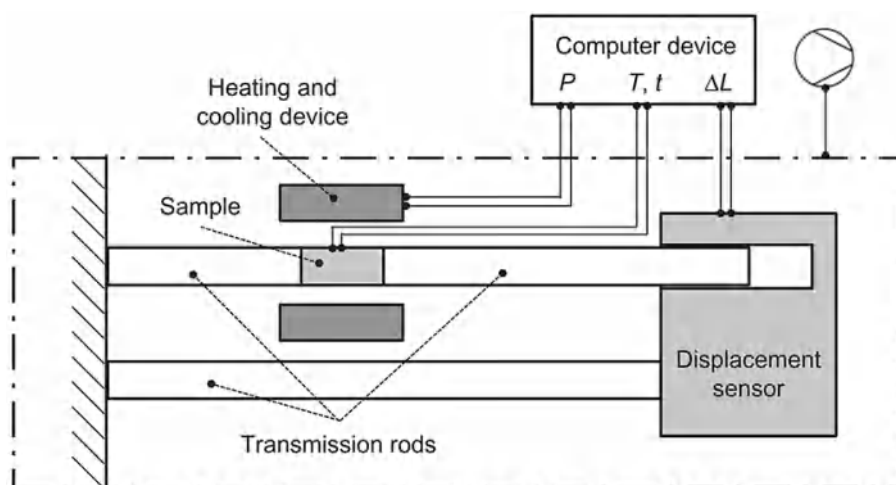 Computer device
P T, t ΔL
Heating and
cooling device
Sample
Displacement
sensor
Transmission rods